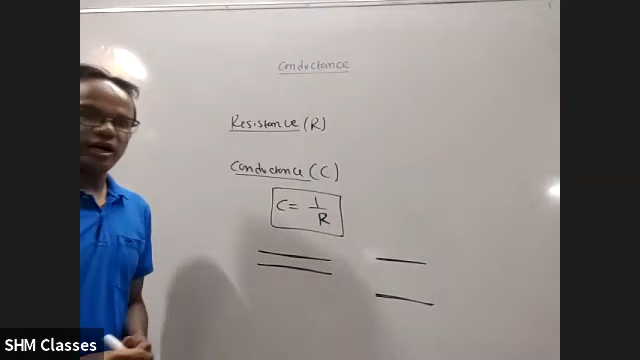 Conductance
Resistance (R)
Conductance (C)
C = 1/R
SHM Classes